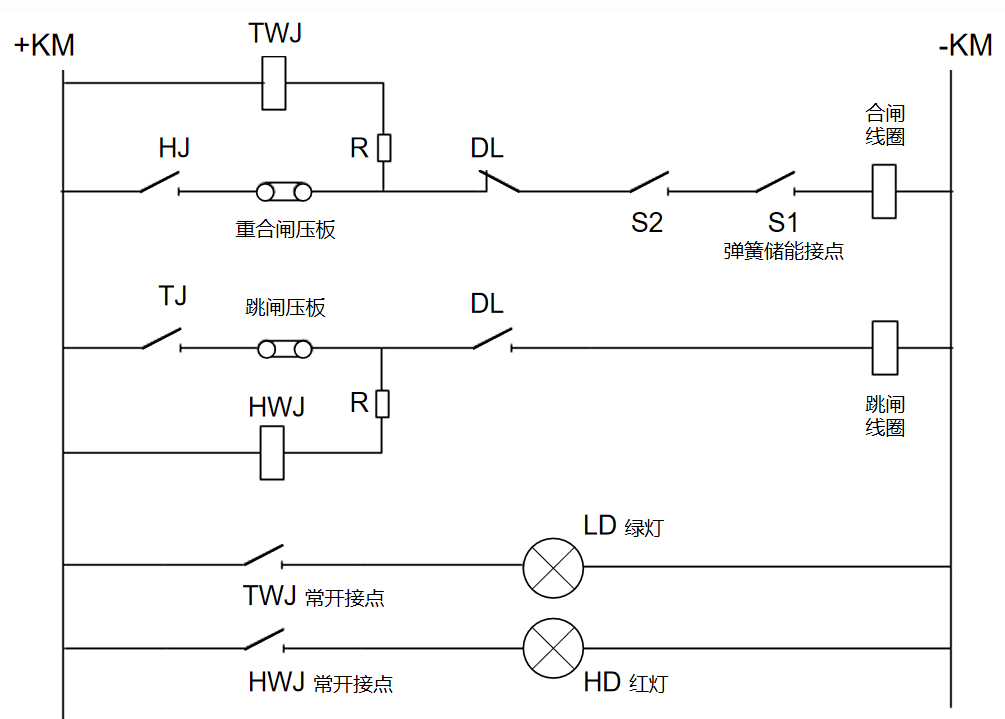 TWJ
+KM
-KM
合闸
线圈
HJ
R
DL
S2
S1
重合闸压板
弹簧储能接点
TJ
跳闸压板
DL
HWJ
R
跳闸
线圈
LD 绿灯
TWJ 常开接点
HWJ 常开接点
HD 红灯